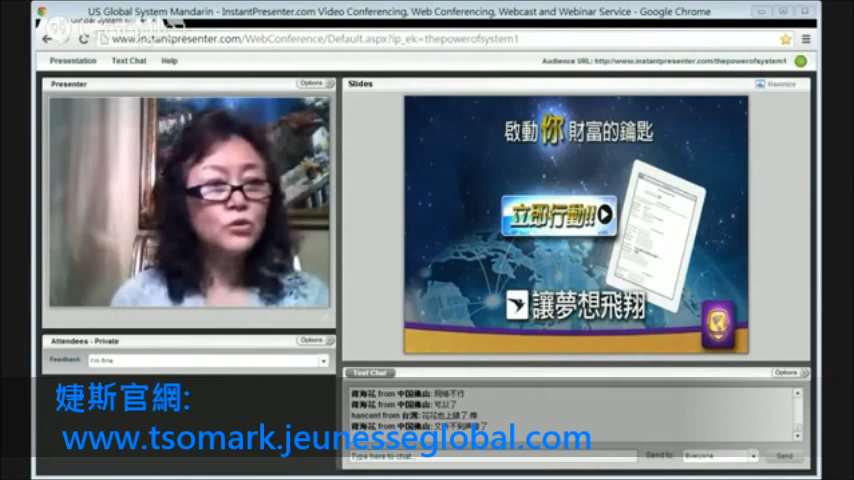 US Global System Mandarin - InstantPresenter.com Video Conferencing, Web Conferencing, Webcast and Webinar Service - Google Chrome
www.instantpresenter.com/WebConference/Default.aspx?ip_ek=thepowerofsystem1
Presentation Text Chat Help
Audience URL: http://www.instantpresenter.com/thepowerofsystem1
Presenter
Options
Slides
Maximize
啟動你財富的鑰匙
立即行動!!
讓夢想飛翔
Attendees - Private
Options
Feedback:
I'm fine
Text Chat
Options
from 中国佛山: 网络不行
from 中国佛山: 可以了
hancent from 台灣:
from 中国佛山:
Type here to chat...
Send to:
Everyone
Send
婕斯官網:
www.tsomark.jeunesseglobal.com